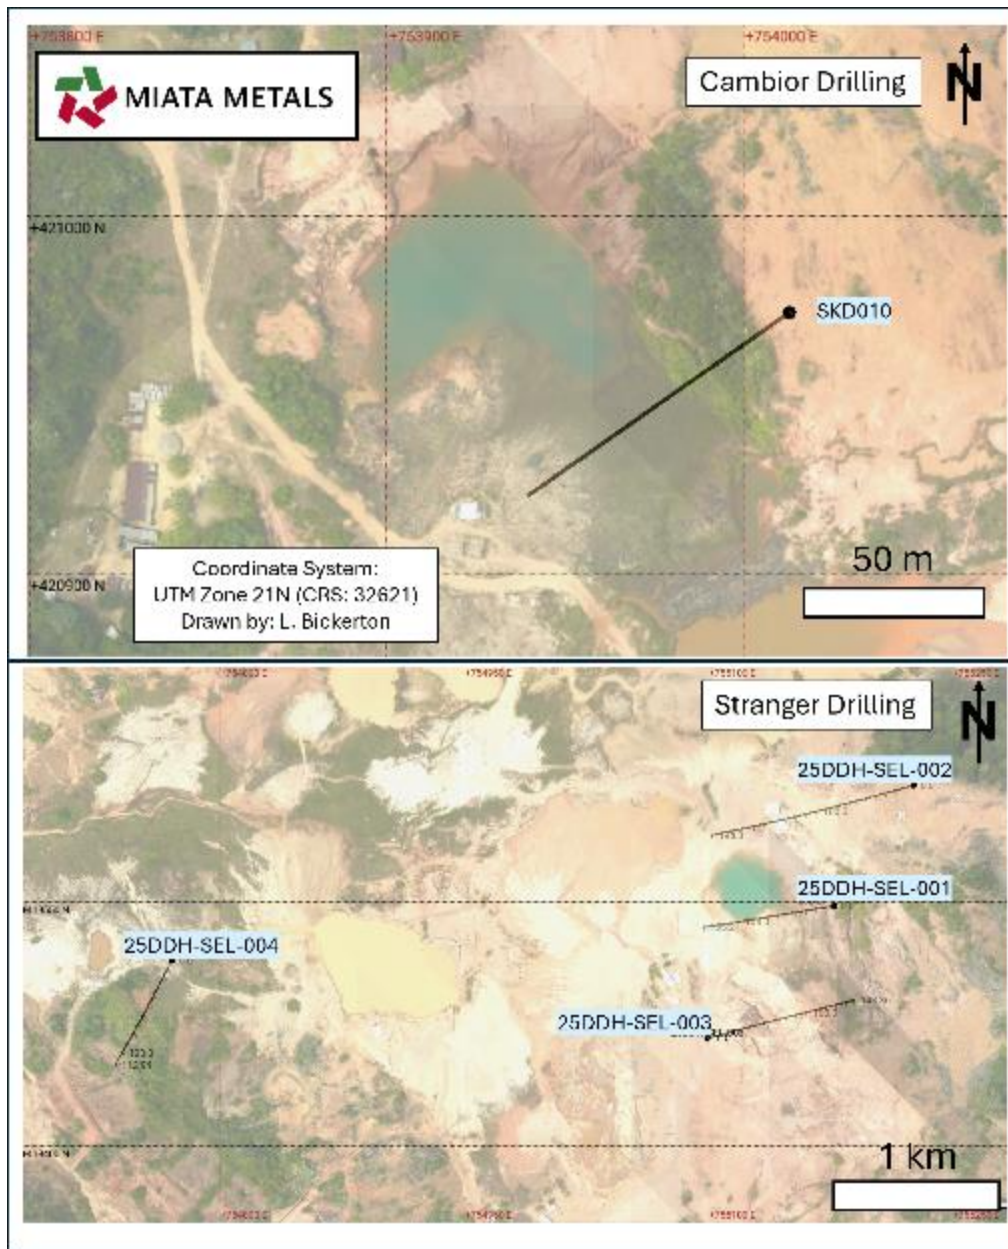 +753800 E
+753900 E
+754000 E
MIATA METALS
Cambior Drilling
N
+421000 N
SKD010
+420900 N
Coordinate System:
UTM Zone 21N (CRS: 32621)
Drawn by: L. Bickerton
50 m
Stranger Drilling
N
25DDH-SEL-002
25DDH-SEL-001
25DDH-SEL-004
25DDH-SEL-003
1 km